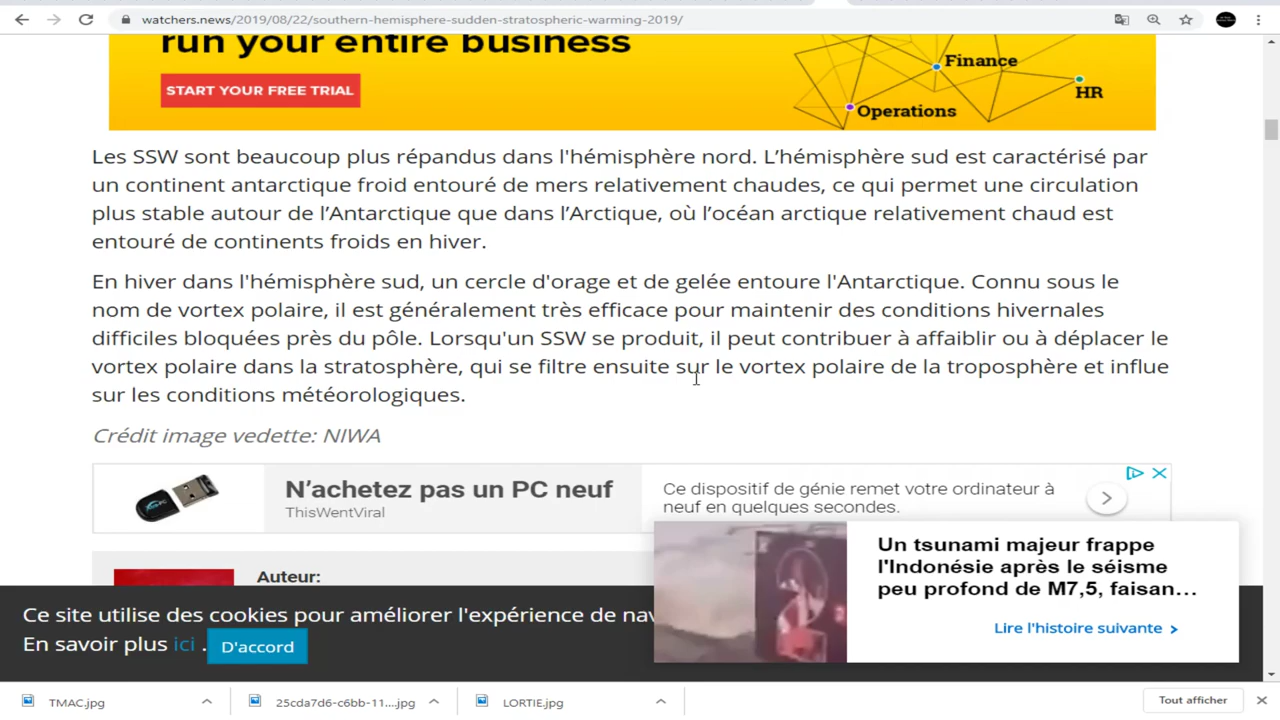 watchers.news/2019/08/22/southern-hemisphere-sudden-stratospheric-warming-2019/
run your entire business
START YOUR FREE TRIAL
Finance
HR
Operations
Les SSW sont beaucoup plus répandus dans l'hémisphère nord. L’hémisphère sud est caractérisé par
un continent antarctique froid entouré de mers relativement chaudes, ce qui permet une circulation
plus stable autour de l’Antarctique que dans l’Arctique, où l’océan arctique relativement chaud est
entouré de continents froids en hiver.
En hiver dans l'hémisphère sud, un cercle d'orage et de gelée entoure l'Antarctique. Connu sous le
nom de vortex polaire, il est généralement très efficace pour maintenir des conditions hivernales
difficiles bloquées près du pôle. Lorsqu'un SSW se produit, il peut contribuer à affaiblir ou à déplacer le
vortex polaire dans la stratosphère, qui se filtre ensuite sur le vortex polaire de la troposphère et influe
sur les conditions météorologiques.
Crédit image vedette: NIWA
N’achetez pas un PC neuf
ThisWentViral
Ce dispositif de génie remet votre ordinateur à
neuf en quelques secondes.
Un tsunami majeur frappe
l'Indonésie après le séisme
peu profond de M7,5, faisan...
Lire l'histoire suivante
Auteur:
Ce site utilise des cookies pour améliorer l'expérience de nav
En savoir plus ici .
D'accord
TMAC.jpg
25cda7d6-c6bb-11....jpg
LORTIE.jpg
Tout afficher